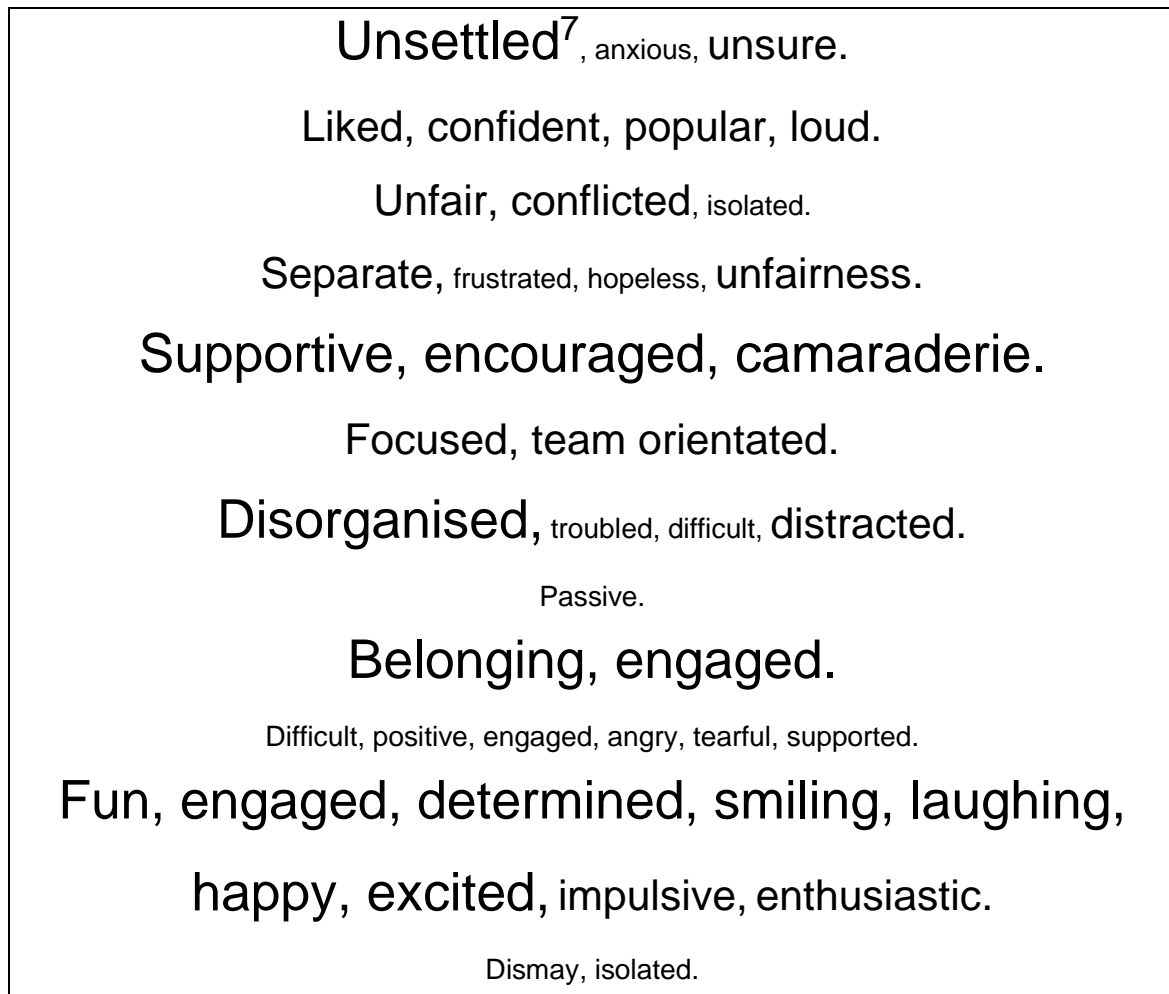 Unsettled⁷, anxious, unsure.
Liked, confident, popular, loud.
Unfair, conflicted, isolated.
Separate, frustrated, hopeless, unfairness.
Supportive, encouraged, camaraderie.
Focused, team orientated.
Disorganised, troubled, difficult, distracted.
Passive.
Belonging, engaged.
Difficult, positive, engaged, angry, tearful, supported.
Fun, engaged, determined, smiling, laughing,
happy, excited, impulsive, enthusiastic.
Dismay, isolated.